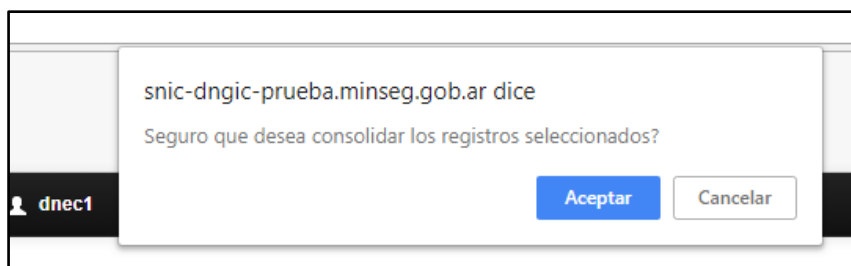 snic-dngic-prueba.minseg.gob.ar dice
Seguro que desea consolidar los registros seleccionados?
Aceptar
Cancelar
dnec1